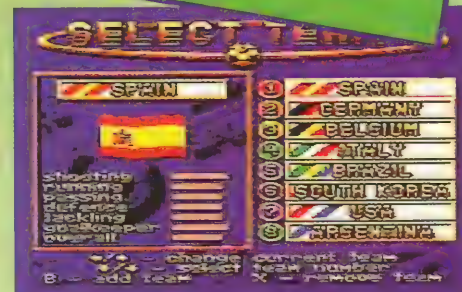 SELECT TEAM
SPAIN
shooting
running
passing
defence
tackling
goalkeeper
overall
1 SPAIN
2 GERMANY
3 BELGIUM
4 ITALY
5 BRAZIL
6 SOUTH KOREA
7 USA
8 ARGENTINA
- change current team
- select team number
B - add team X - remove team